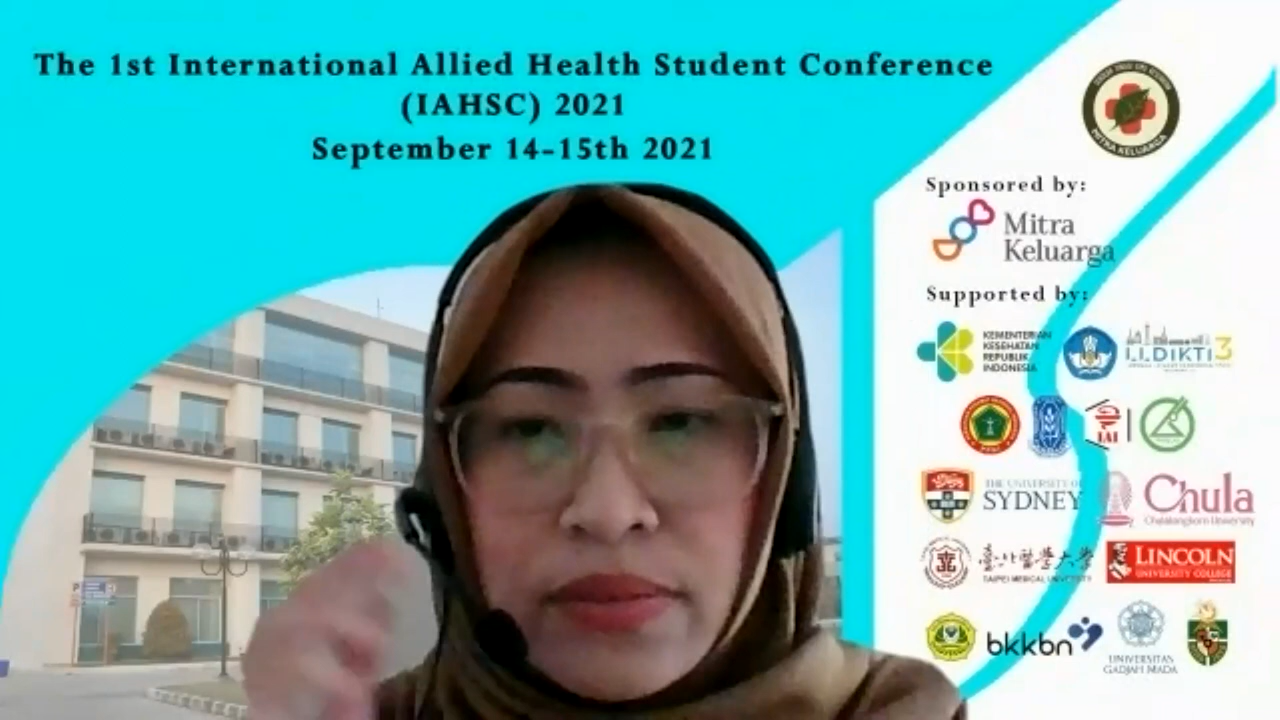 The 1st International Allied Health Student Conference
(IAHSC) 2021
September 14-15th 2021
MITRA KELUARGA
Sponsored by:
Mitra
Keluarga
Supported by:
KEMENTERIAN
KESEHATAN
REPUBLIK
INDONESIA
LLDIKTI 3
IAI
THE UNIVERSITY OF
SYDNEY
Chula
Chulalongkorn University
臺北醫學大學
TAIPEI MEDICAL UNIVERSITY
LINCOLN
UNIVERSITY COLLEGE
bkkbn
UNIVERSITAS
GADJAH MADA